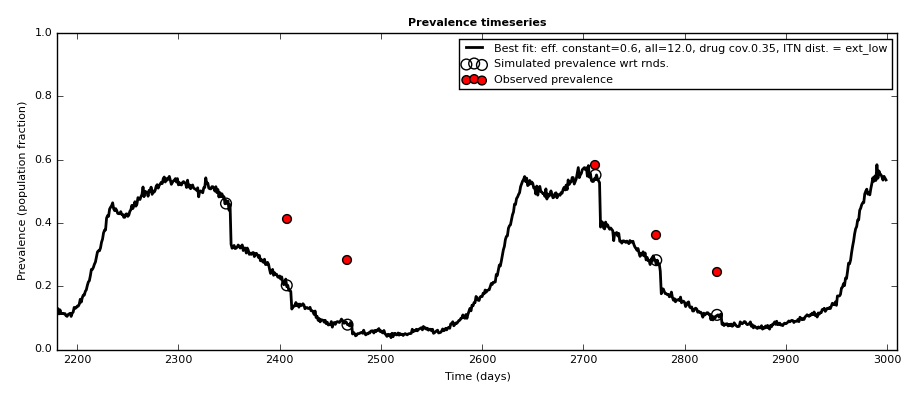 Prevalence timeseries
Best fit: eff. constant=0.6, all=12.0, drug cov.0.35, ITN dist. = ext_low
Simulated prevalence wrt rnds.
Observed prevalence
Prevalence (population fraction)
1.0
0.8
0.6
0.4
0.2
0.0
2200 2300 2400 2500 2600 2700 2800 2900 3000
Time (days)